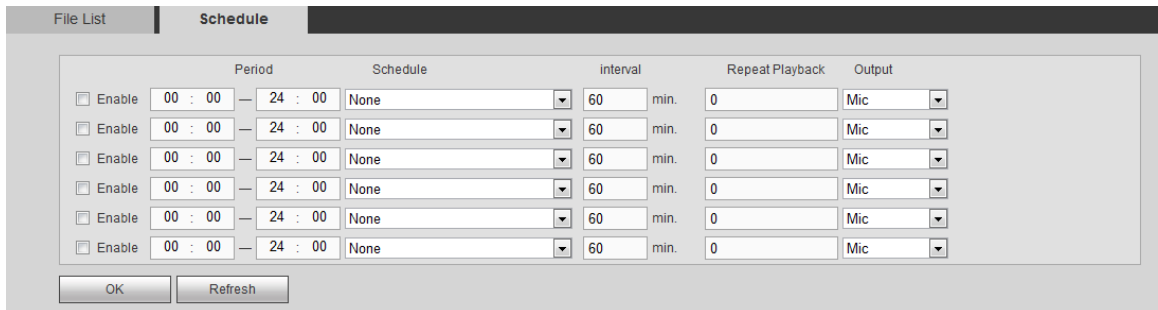 File List Schedule
Period Schedule interval Repeat Playback Output
Enable 00 : 00 — 24 : 00 None 60 min. 0 Mic
Enable 00 : 00 — 24 : 00 None 60 min. 0 Mic
Enable 00 : 00 — 24 : 00 None 60 min. 0 Mic
Enable 00 : 00 — 24 : 00 None 60 min. 0 Mic
Enable 00 : 00 — 24 : 00 None 60 min. 0 Mic
Enable 00 : 00 — 24 : 00 None 60 min. 0 Mic
OK Refresh